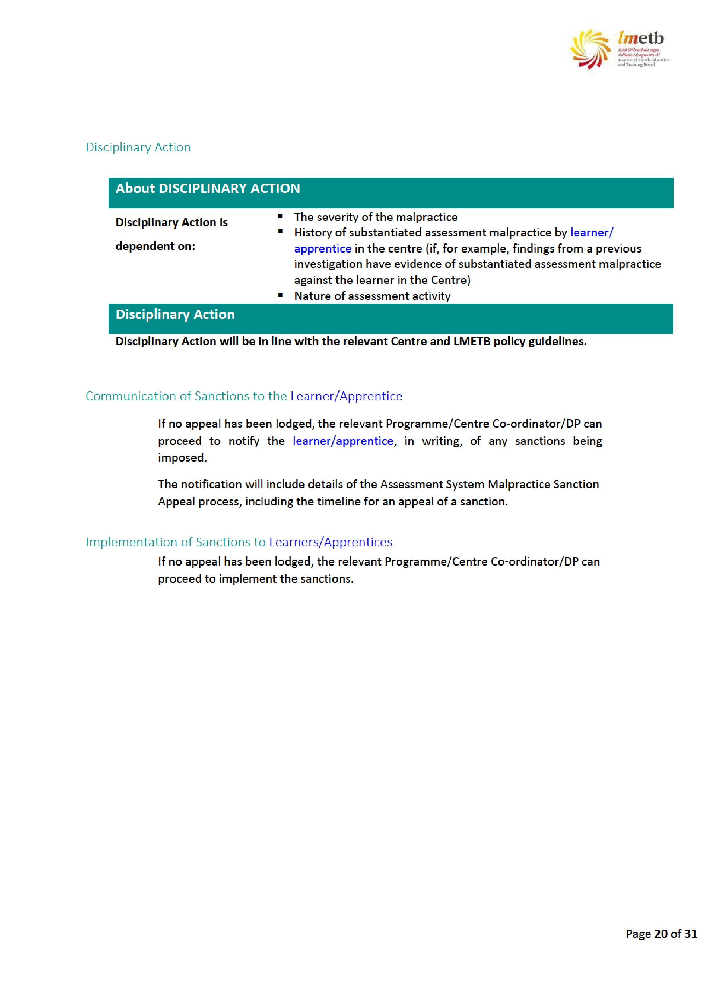 lmetb
Bord Oideachais agus
Oiliúna Lú agus na Mí
Louth and Meath Education
and Training Board
Disciplinary Action
About DISCIPLINARY ACTION
Disciplinary Action is
dependent on:
▪ The severity of the malpractice
▪ History of substantiated assessment malpractice by learner/
apprentice in the centre (if, for example, findings from a previous
investigation have evidence of substantiated assessment malpractice
against the learner in the Centre)
▪ Nature of assessment activity
Disciplinary Action
Disciplinary Action will be in line with the relevant Centre and LMETB policy guidelines.
Communication of Sanctions to the Learner/Apprentice
If no appeal has been lodged, the relevant Programme/Centre Co-ordinator/DP can
proceed to notify the learner/apprentice, in writing, of any sanctions being
imposed.
The notification will include details of the Assessment System Malpractice Sanction
Appeal process, including the timeline for an appeal of a sanction.
Implementation of Sanctions to Learners/Apprentices
If no appeal has been lodged, the relevant Programme/Centre Co-ordinator/DP can
proceed to implement the sanctions.
Page 20 of 31